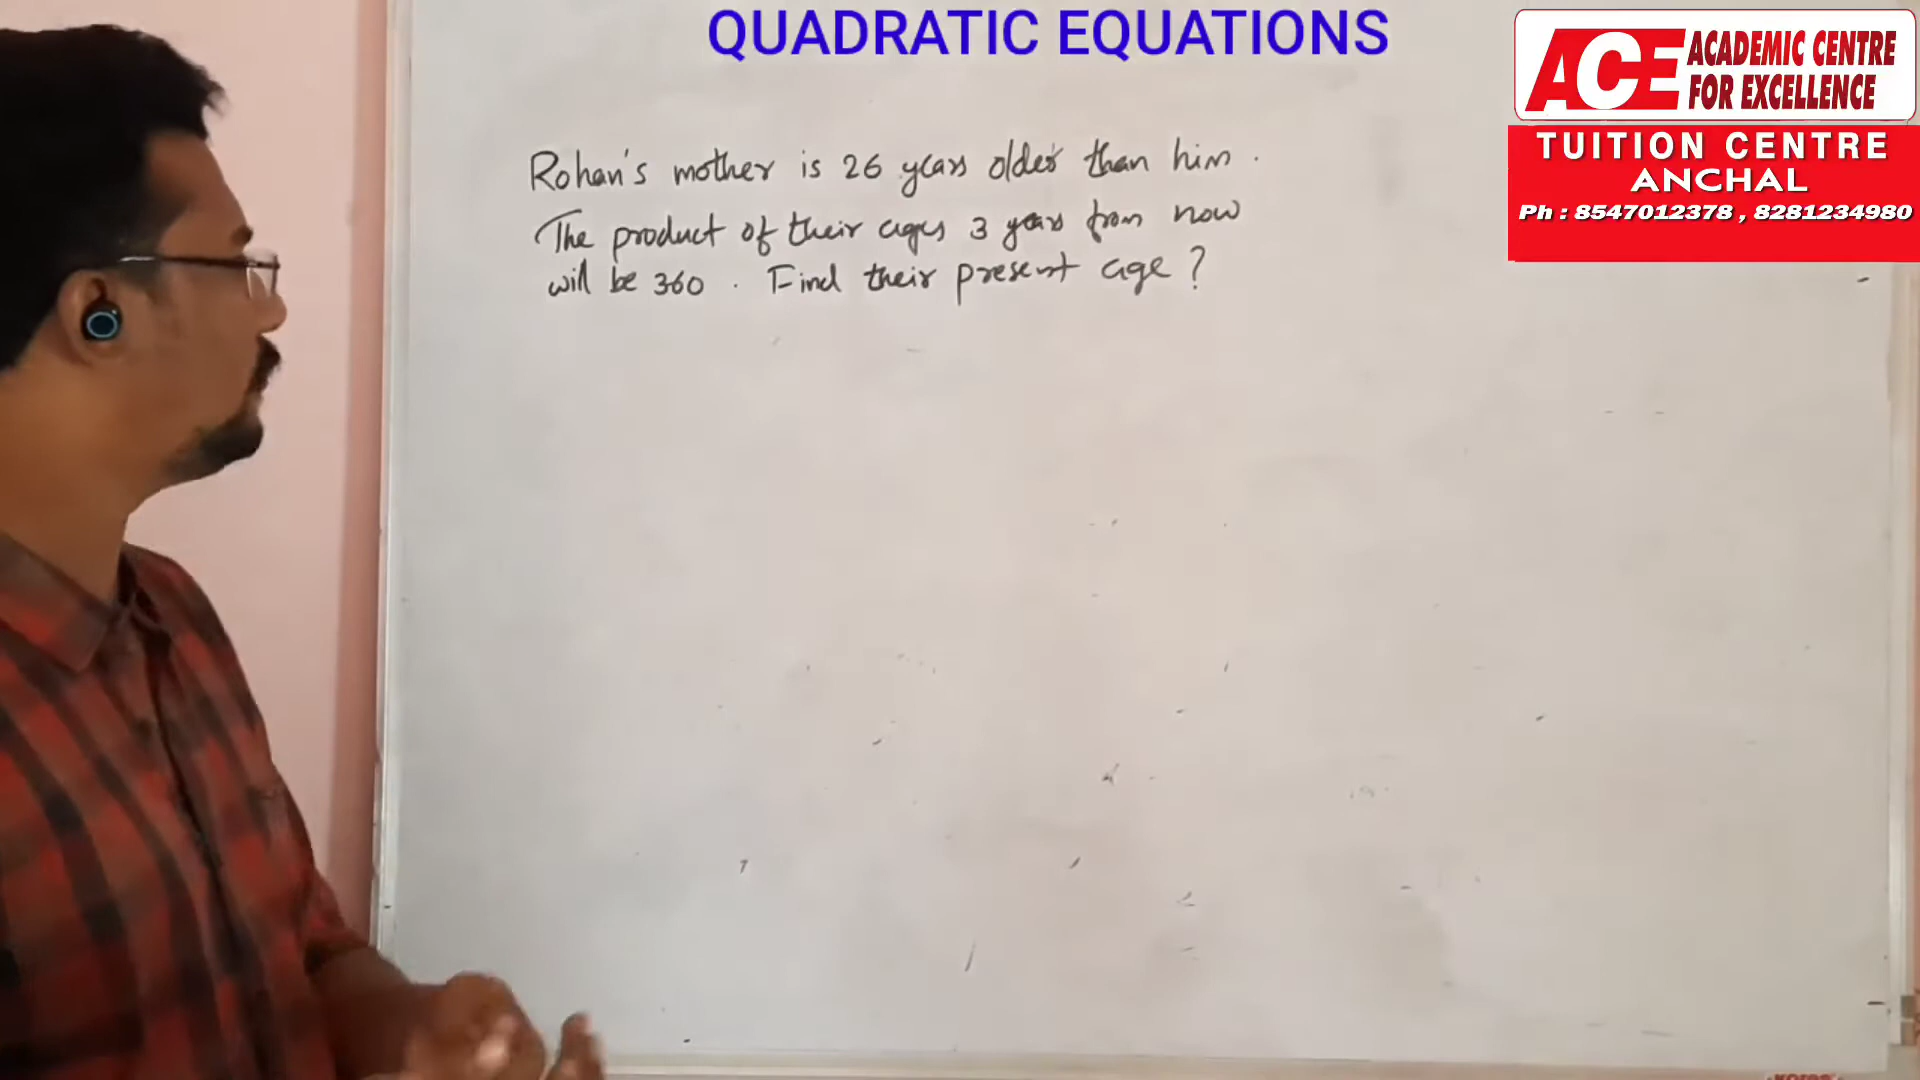 QUADRATIC EQUATIONS
ACE ACADEMIC CENTRE
FOR EXCELLENCE
TUITION CENTRE
ANCHAL
Ph : 8547012378 , 8281234980
Rohan's mother is 26 years older than him .
The product of their ages 3 years from now
will be 360 . Find their present age ?